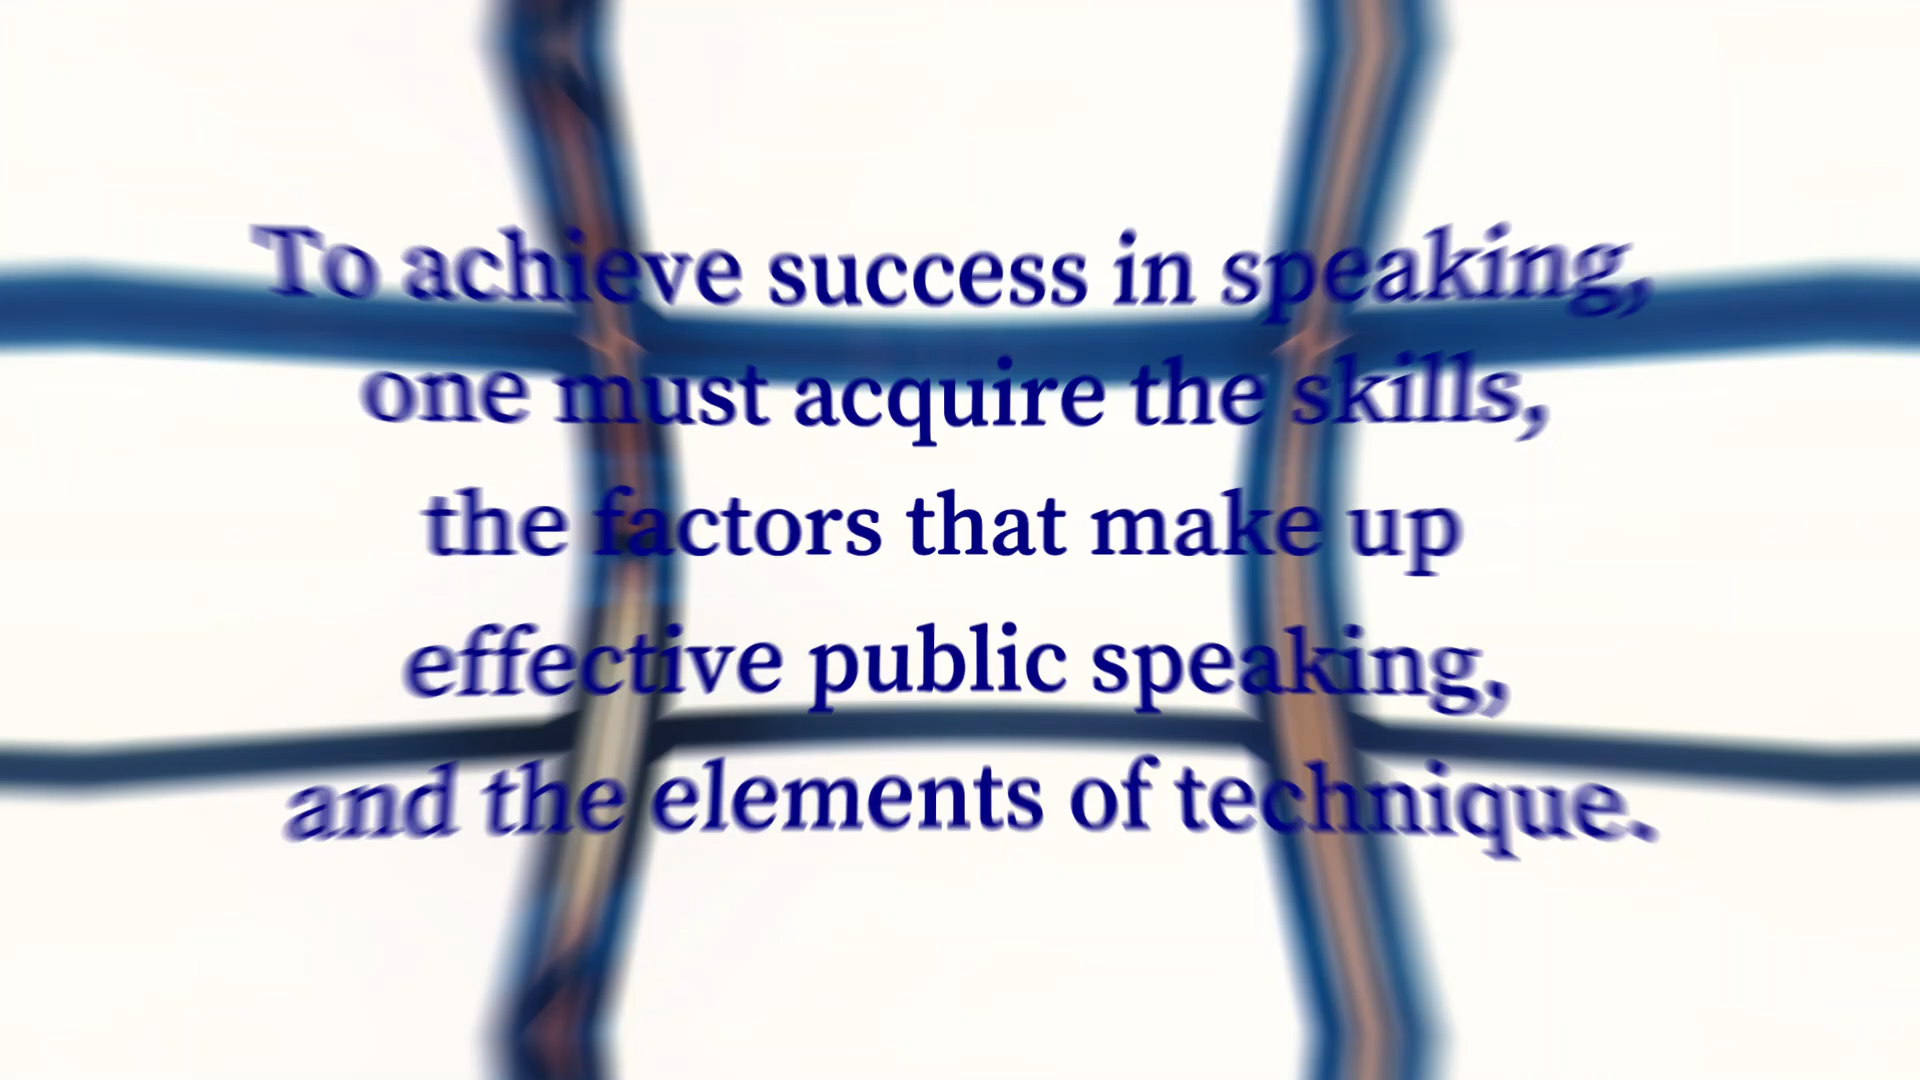 To achieve success in speaking,
one must acquire the skills,
the factors that make up
effective public speaking,
and the elements of technique.